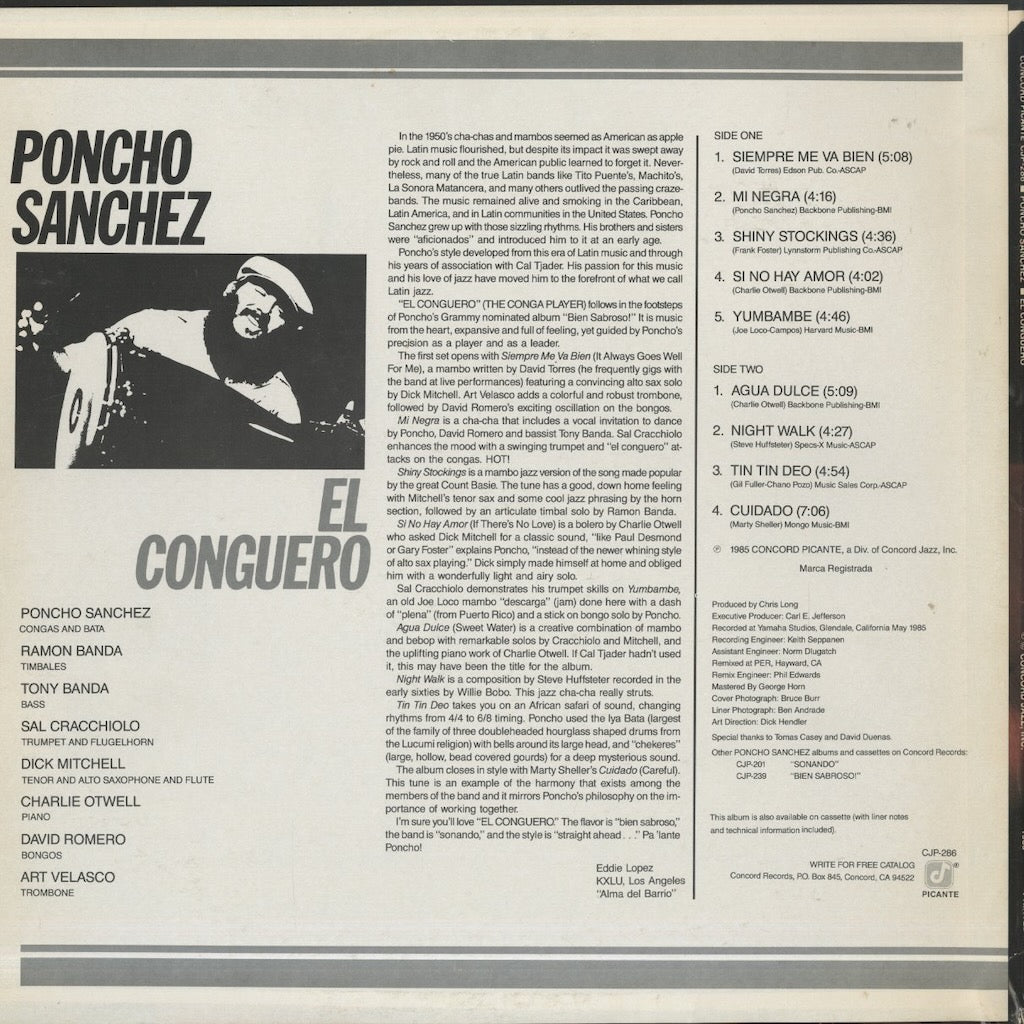 PONCHO
SANCHEZ
EL
CONGUERO
PONCHO SANCHEZ
CONGAS AND BATA
RAMON BANDA
TIMBALES
TONY BANDA
BASS
SAL CRACCHIOLO
TRUMPET AND FLUGELHORN
DICK MITCHELL
TENOR AND ALTO SAXOPHONE AND FLUTE
CHARLIE OTWELL
PIANO
DAVID ROMERO
BONGOS
ART VELASCO
TROMBONE
In the 1950's cha-chas and mambos seemed as American as apple
pie. Latin music flourished, but despite its impact it was swept away
by rock and roll and the American public learned to forget it. Never-
theless, many of the true Latin bands like Tito Puente's, Machito's,
La Sonora Matancera, and many others outlived the passing craze-
bands. The music remained alive and smoking in the Caribbean,
Latin America, and in Latin communities in the United States. Poncho
Sanchez grew up with those sizzling rhythms. His brothers and sisters
were "aficionados" and introduced him to it at an early age.
Poncho's style developed from this era of Latin music and through
his years of association with Cal Tjader. His passion for this music
and his love of jazz have moved him to the forefront of what we call
Latin jazz.
"EL CONGUERO" (THE CONGA PLAYER) follows in the footsteps
of Poncho's Grammy nominated album "Bien Sabroso!" It is music
from the heart, expansive and full of feeling, yet guided by Poncho's
precision as a player and as a leader.
The first set opens with Siempre Me Va Bien (It Always Goes Well
For Me), a mambo written by David Torres (he frequently gigs with
the band at live performances) featuring a convincing alto sax solo
by Dick Mitchell. Art Velasco adds a colorful and robust trombone,
followed by David Romero's exciting oscillation on the bongos.
Mi Negra is a cha-cha that includes a vocal invitation to dance
by Poncho, David Romero and bassist Tony Banda. Sal Cracchiolo
enhances the mood with a swinging trumpet and "el conguero" at-
tacks on the congas. HOT!
Shiny Stockings is a mambo jazz version of the song made popular
by the great Count Basie. The tune has a good, down home feeling
with Mitchell's tenor sax and some cool jazz phrasing by the horn
section, followed by an articulate timbal solo by Ramon Banda.
Si No Hay Amor (If There's No Love) is a bolero by Charlie Otwell
who asked Dick Mitchell for a classic sound, "like Paul Desmond
or Gary Foster" explains Poncho, "instead of the newer whining style
of alto sax playing." Dick simply made himself at home and obliged
him with a wonderfully light and airy solo.
Sal Cracchiolo demonstrates his trumpet skills on Yumbambe,
an old Joe Loco mambo "descarga" (jam) done here with a dash
of "plena" (from Puerto Rico) and a stick on bongo solo by Poncho.
Agua Dulce (Sweet Water) is a creative combination of mambo
and bebop with remarkable solos by Cracchiolo and Mitchell, and
the uplifting piano work of Charlie Otwell. If Cal Tjader hadn't used
it, this may have been the title for the album.
Night Walk is a composition by Steve Huffsteter recorded in the
early sixties by Willie Bobo. This jazz cha-cha really struts.
Tin Tin Deo takes you on an African safari of sound, changing
rhythms from 4/4 to 6/8 timing. Poncho used the Iya Bata (largest
of the family of three doubleheaded hourglass shaped drums from
the Lucumi religion) with bells around its large head, and "chekeres"
(large, hollow, bead covered gourds) for a deep mysterious sound.
The album closes in style with Marty Sheller's Cuidado (Careful).
This tune is an example of the harmony that exists among the
members of the band and it mirrors Poncho's philosophy on the im-
portance of working together.
I'm sure you'll love "EL CONGUERO." The flavor is "bien sabroso,"
the band is "sonando," and the style is "straight ahead . . ." Pa 'lante
Poncho!
Eddie Lopez
KXLU, Los Angeles
"Alma del Barrio"
SIDE ONE
1. SIEMPRE ME VA BIEN (5:08)
(David Torres) Edson Pub. Co.-ASCAP
2. MI NEGRA (4:16)
(Poncho Sanchez) Backbone Publishing-BMI
3. SHINY STOCKINGS (4:36)
(Frank Foster) Lynnstorm Publishing Co.-ASCAP
4. SI NO HAY AMOR (4:02)
(Charlie Otwell) Backbone Publishing-BMI
5. YUMBAMBE (4:46)
(Joe Loco-Campos) Harvard Music-BMI
SIDE TWO
1. AGUA DULCE (5:09)
(Charlie Otwell) Backbone Publishing-BMI
2. NIGHT WALK (4:27)
(Steve Huffsteter) Specs-X Music-ASCAP
3. TIN TIN DEO (4:54)
(Gil Fuller-Chano Pozo) Music Sales Corp.-ASCAP
4. CUIDADO (7:06)
(Marty Sheller) Mongo Music-BMI
℗ 1985 CONCORD PICANTE, a Div. of Concord Jazz, Inc.
Marca Registrada
Produced by Chris Long
Executive Producer: Carl E. Jefferson
Recorded at Yamaha Studios, Glendale, California May 1985
Recording Engineer: Keith Seppanen
Assistant Engineer: Norm Dlugatch
Remixed at PER, Hayward, CA
Remix Engineer: Phil Edwards
Mastered By George Horn
Cover Photograph: Bruce Burr
Liner Photograph: Ben Andrade
Art Direction: Dick Hendler
Special thanks to Tomas Casey and David Duenas.
Other PONCHO SANCHEZ albums and cassettes on Concord Records:
CJP-201 "SONANDO"
CJP-239 "BIEN SABROSO!"
This album is also available on cassette (with liner notes
and technical information included).
CJP-286
WRITE FOR FREE CATALOG
Concord Records, P.O. Box 845, Concord, CA 94522
®
PICANTE